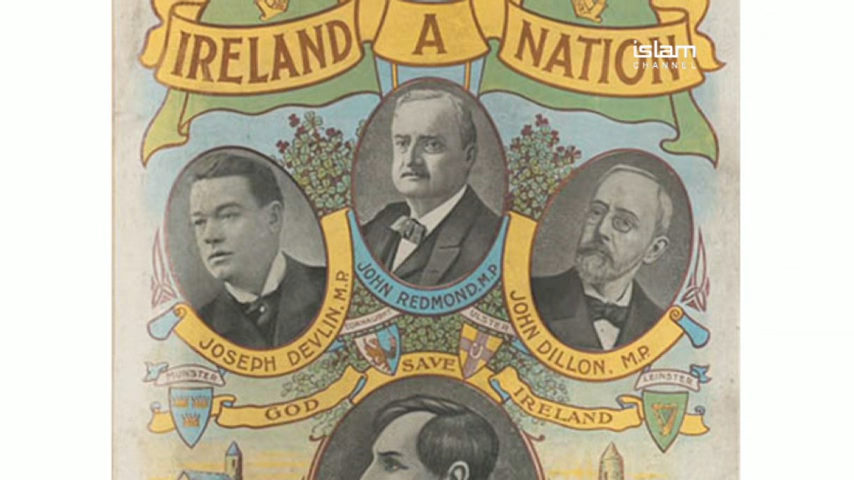 IRELAND A NATION
islam
CHANNEL
JOHN REDMOND. M.P
JOSEPH DEVLIN. M.P.
JOHN DILLON. M.P.
CONNAUGHT
ULSTER
MUNSTER
LEINSTER
GOD SAVE IRELAND